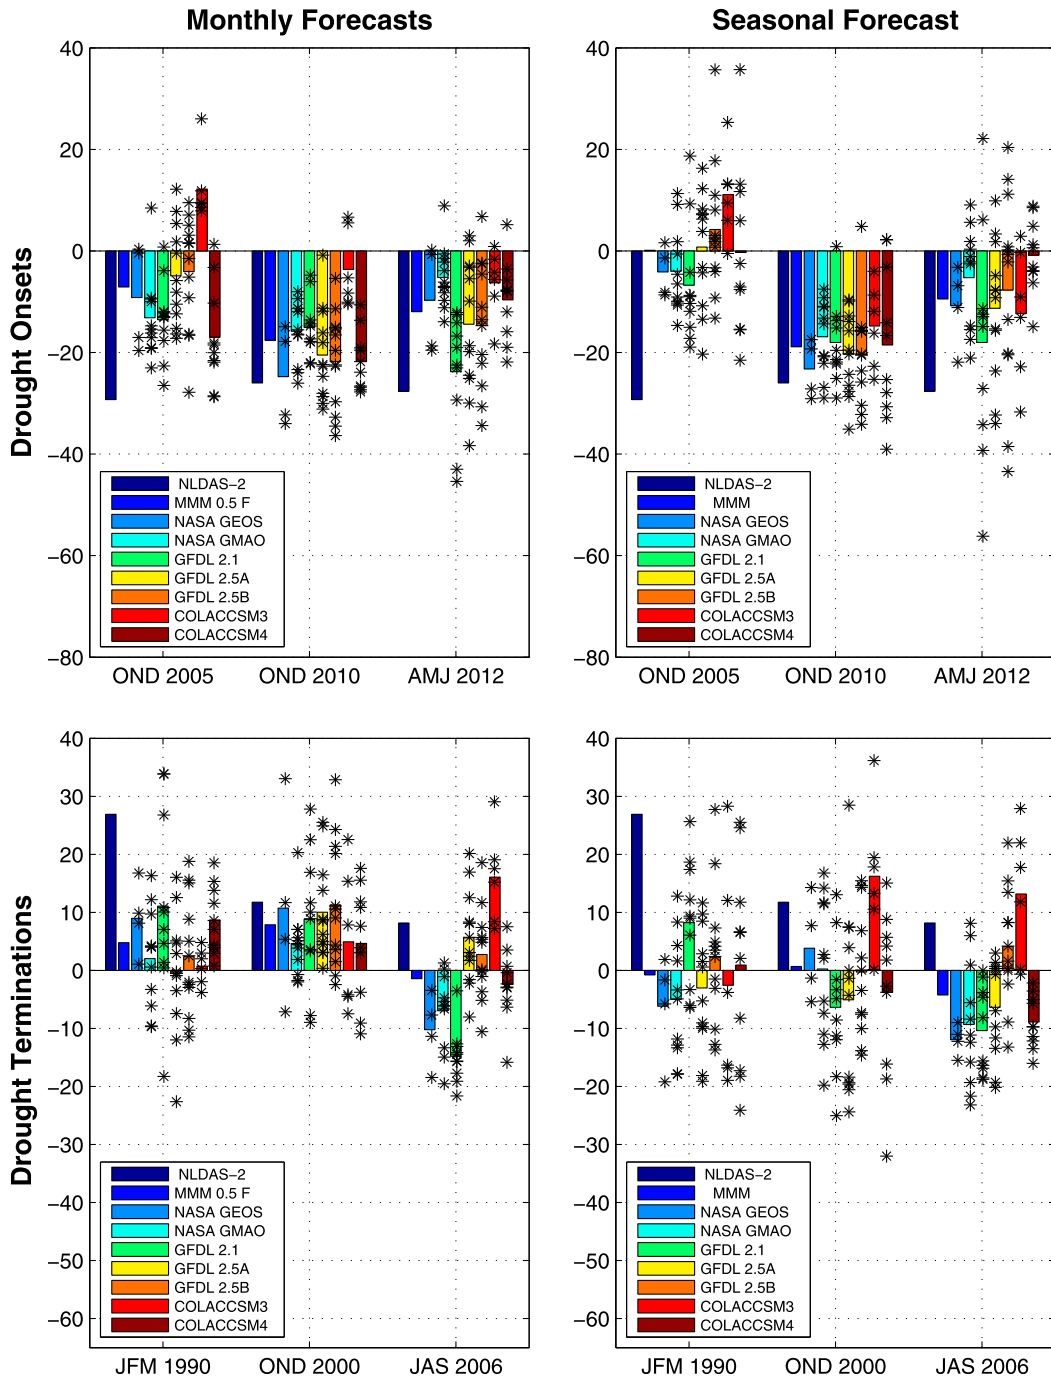 Monthly Forecasts
Seasonal Forecast
Drought Onsets
40
20
0
−20
−40
−60
−80
NLDAS−2
MMM 0.5 F
NASA GEOS
NASA GMAO
GFDL 2.1
GFDL 2.5A
GFDL 2.5B
COLACCSM3
COLACCSM4
OND 2005
OND 2010
AMJ 2012
40
20
0
−20
−40
−60
−80
NLDAS−2
MMM
NASA GEOS
NASA GMAO
GFDL 2.1
GFDL 2.5A
GFDL 2.5B
COLACCSM3
COLACCSM4
OND 2005
OND 2010
AMJ 2012
Drought Terminations
40
30
20
10
0
−10
−20
−30
−40
−50
−60
NLDAS−2
MMM 0.5 F
NASA GEOS
NASA GMAO
GFDL 2.1
GFDL 2.5A
GFDL 2.5B
COLACCSM3
COLACCSM4
JFM 1990
OND 2000
JAS 2006
40
30
20
10
0
−10
−20
−30
−40
−50
−60
NLDAS−2
MMM
NASA GEOS
NASA GMAO
GFDL 2.1
GFDL 2.5A
GFDL 2.5B
COLACCSM3
COLACCSM4
JFM 1990
OND 2000
JAS 2006